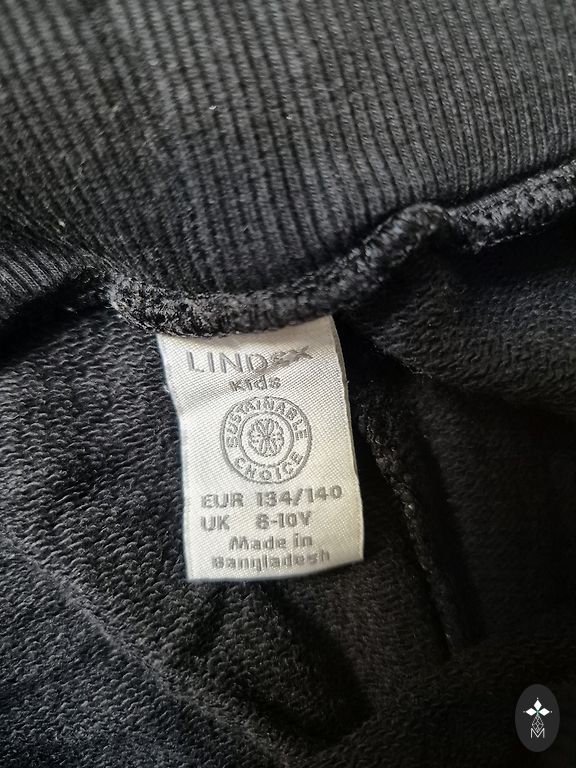 LINDEX
Kids
SUSTAINABLE
CHOICE
EUR 134/140
UK 8-10Y
Made in
Bangladesh
M